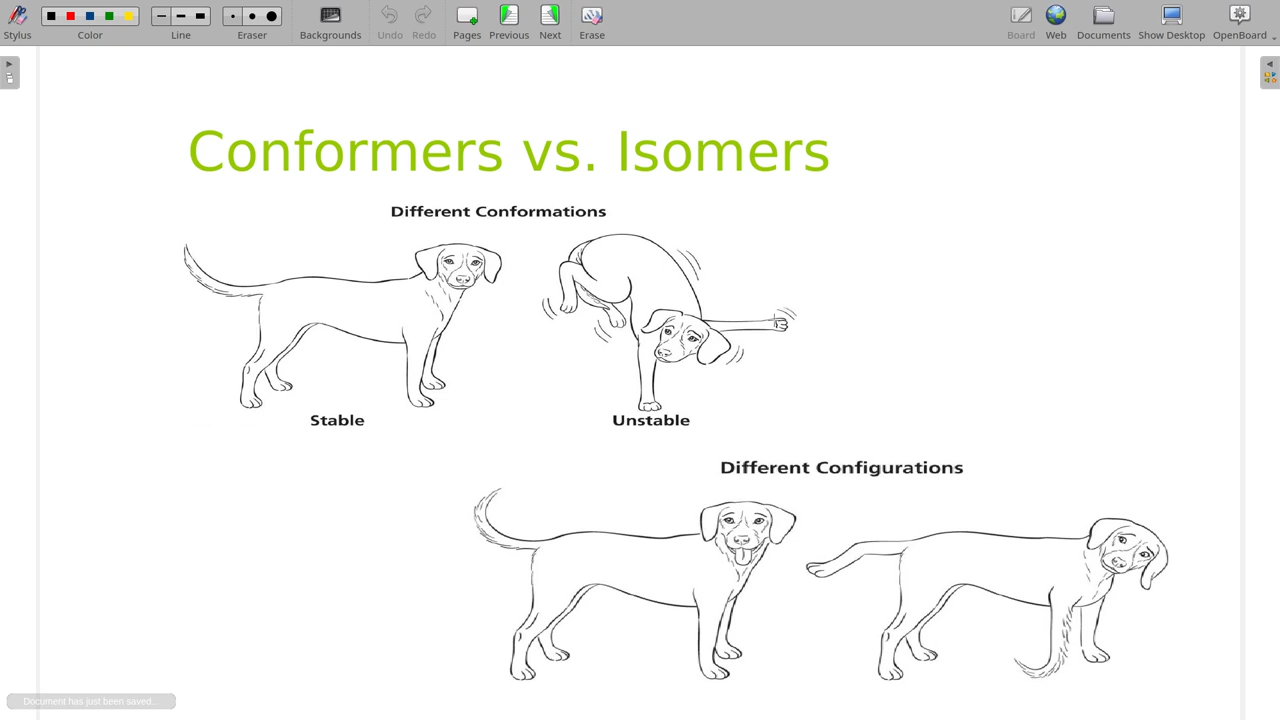 Stylus
Color
Line
Eraser
Backgrounds
Undo
Redo
Pages
Previous
Next
Erase
Board
Web
Documents
Show Desktop
OpenBoard
Conformers vs. Isomers
Different Conformations
Stable
Unstable
Different Configurations
Document has just been saved...